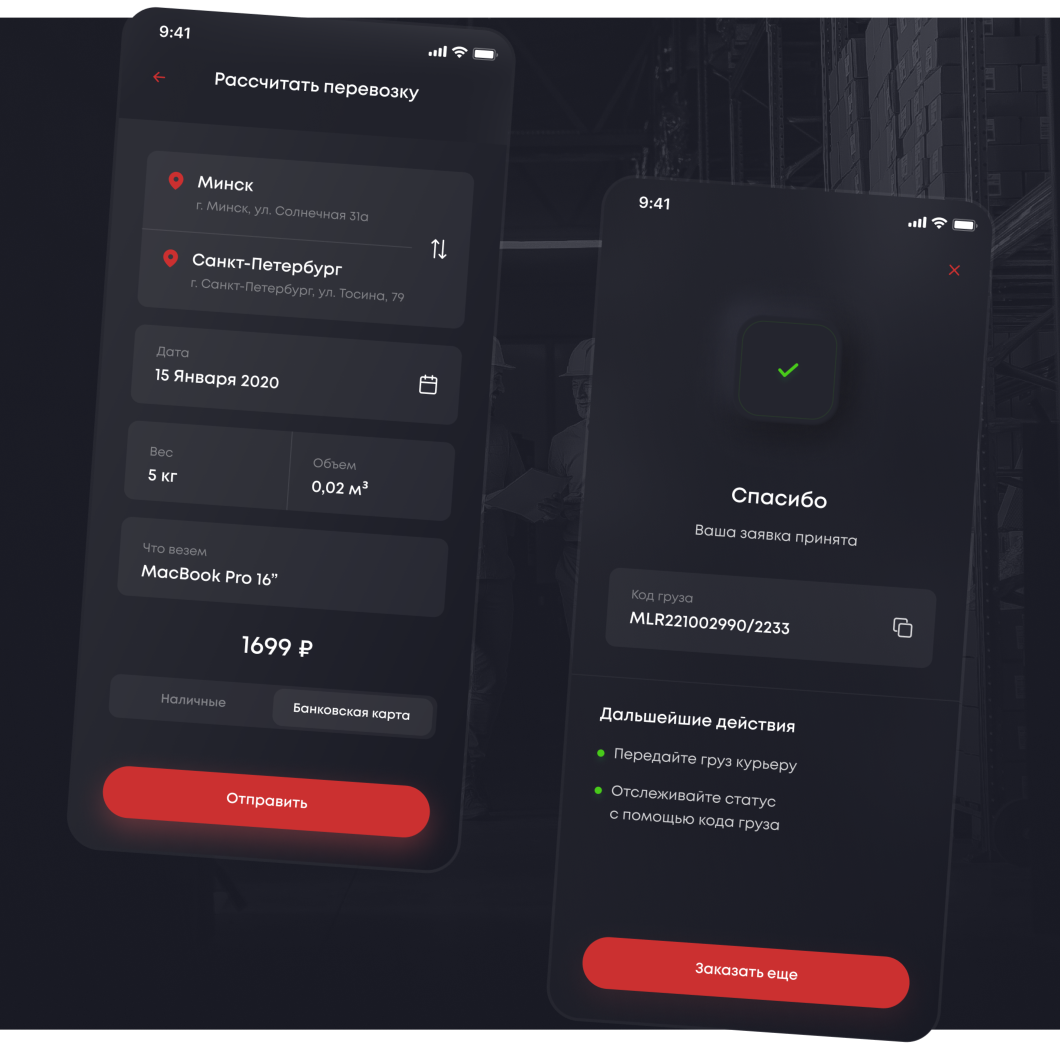 9:41
Рассчитать перевозку
Минск
г. Минск, ул. Солнечная 31а
Санкт-Петербург
г. Санкт-Петербург, ул. Тосина, 79
Дата
15 Января 2020
Вес
5 кг
Объем
0,02 м³
Что везем
MacBook Pro 16”
1699 ₽
Наличные
Банковская карта
Отправить
9:41
Спасибо
Ваша заявка принята
Код груза
MLR221002990/2233
Дальшейшие действия
Передайте груз курьеру
Отслеживайте статус
с помощью кода груза
Заказать еще